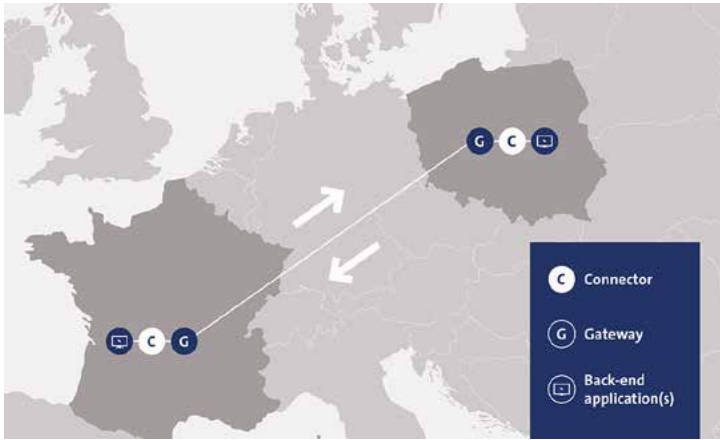 G C
C G
C Connector
G Gateway
Back-end
application(s)